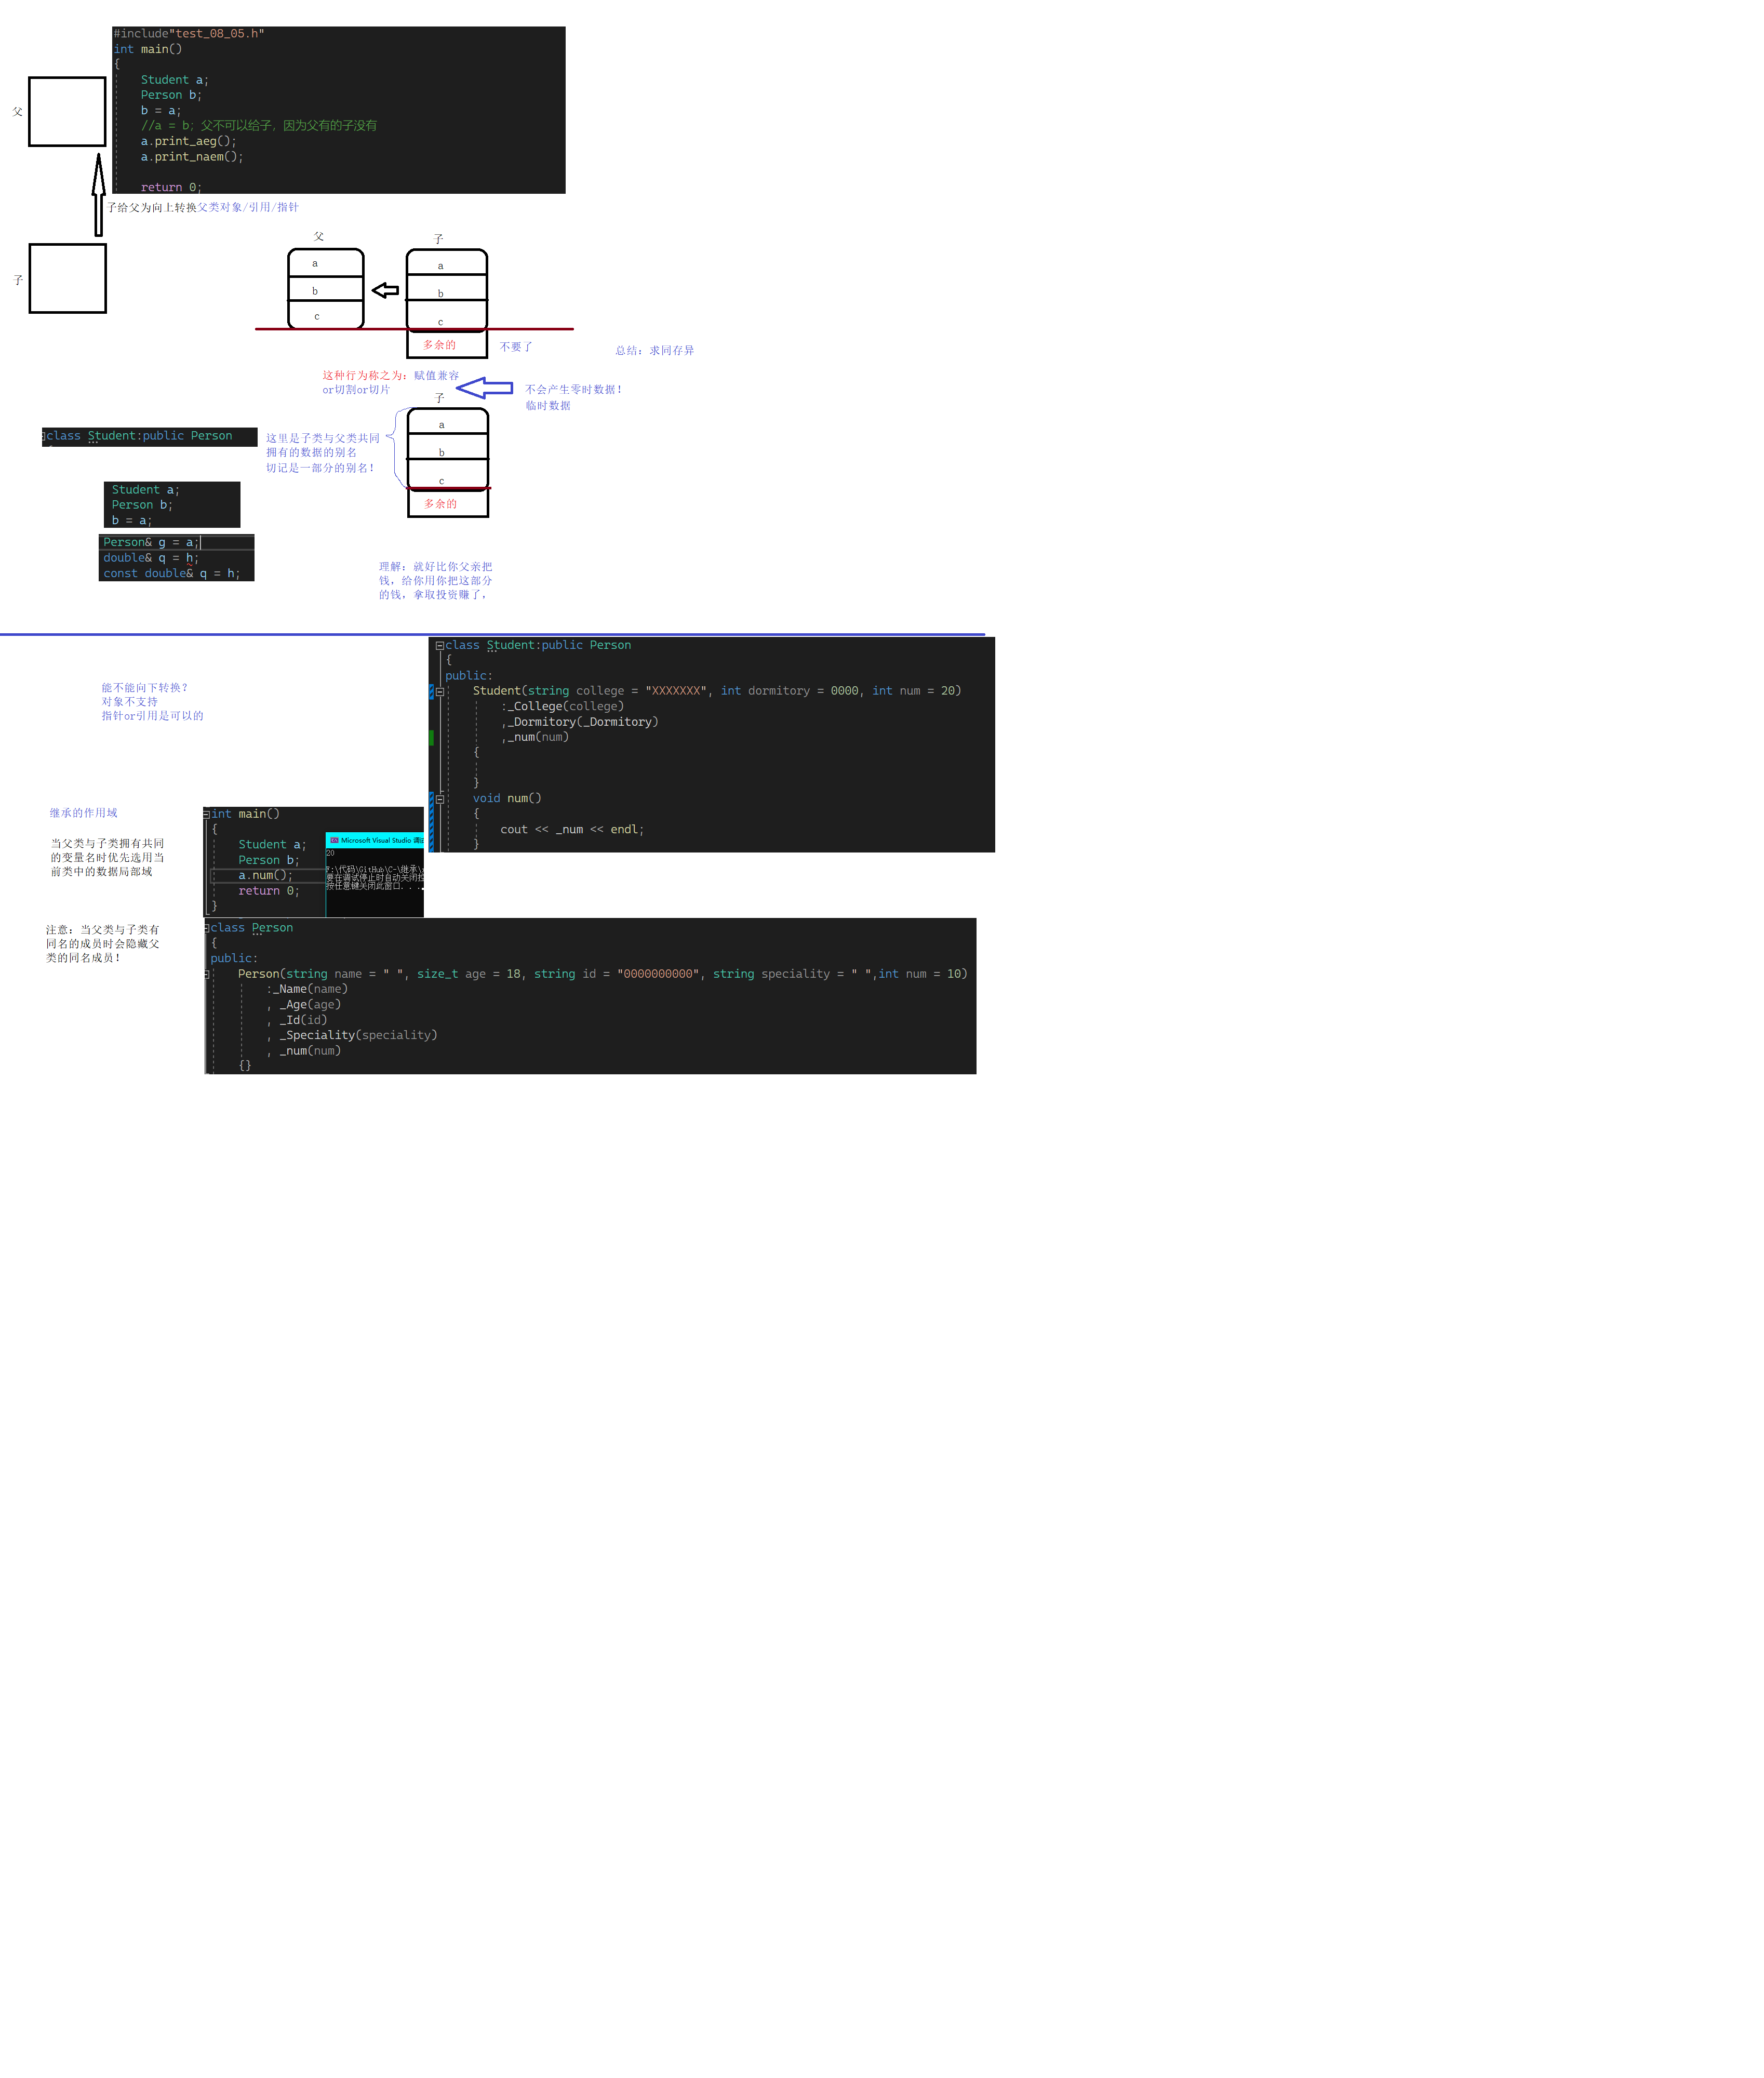 #include"test_08_05.h"
int main()
{
Student a;
Person b;
b = a;
//a = b; 父不可以给子, 因为父有的子没有
a.print_aeg();
a.print_naem();
return 0;
父
子给父为向上转换父类对象/引用/指针
子
父
子
a
b
c
a
b
c
多余的
不要了
总结: 求同存异
这种行为称之为: 赋值兼容
or切割or切片
不会产生零时数据!
临时数据
子
a
b
c
多余的
这里是子类与父类共同
拥有的数据的别名
切记是一部分的别名!
class Student:public Person
Student a;
Person b;
b = a;
Person& g = a;
double& q = h;
const double& q = h;
理解: 就好比你父亲把
钱, 给你用你把这部分
的钱, 拿取投资赚了,
class Student:public Person
{
public:
Student(string college = "XXXXXXX", int dormitory = 0000, int num = 20)
:_College(college)
,_Dormitory(_Dormitory)
,_num(num)
{
}
void num()
{
cout << _num << endl;
}
能不能向下转换?
对象不支持
指针or引用是可以的
继承的作用域
当父类与子类拥有共同
的变量名时优先选用当
前类中的数据局部域
int main()
{
Student a;
Person b;
a.num();
return 0;
}
Microsoft Visual Studio 调
20
F:\代码\GitHub\C-\继承\
要在调试停止时自动关闭控
按任意键关闭此窗口. . .
注意: 当父类与子类有
同名的成员时会隐藏父
类的同名成员!
class Person
{
public:
Person(string name = " ", size_t age = 18, string id = "0000000000", string speciality = " ",int num = 10)
:_Name(name)
, _Age(age)
, _Id(id)
, _Speciality(speciality)
, _num(num)
{}